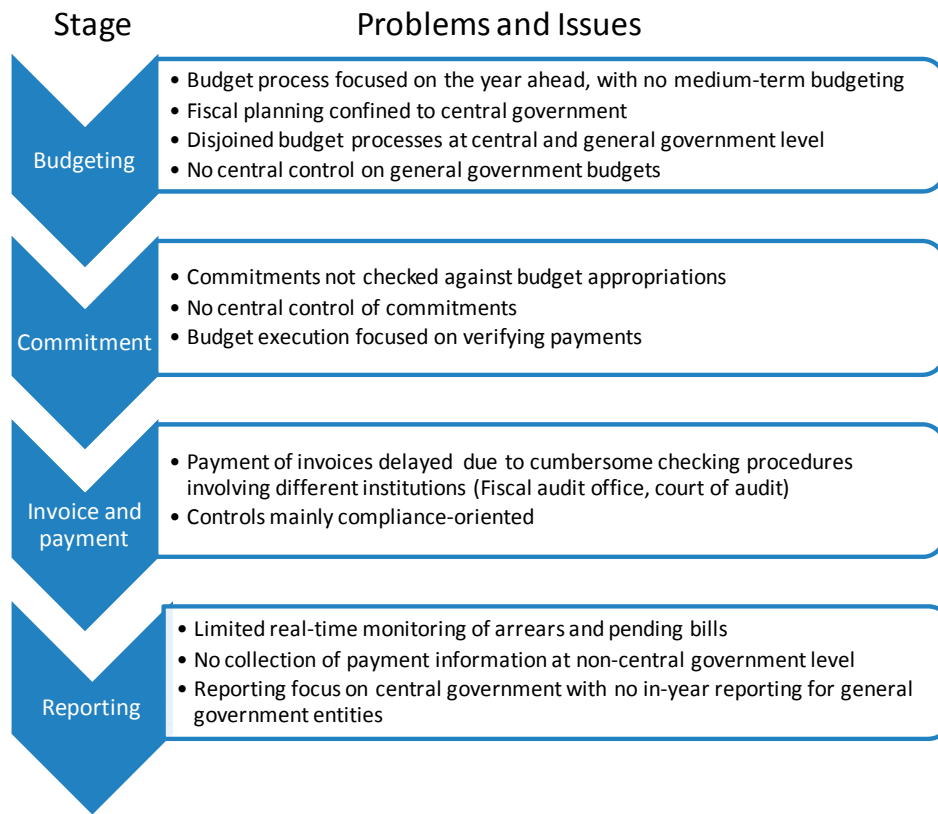 Stage Problems and Issues
Budgeting
• Budget process focused on the year ahead, with no medium-term budgeting
• Fiscal planning confined to central government
• Disjoined budget processes at central and general government level
• No central control on general government budgets
Commitment
• Commitments not checked against budget appropriations
• No central control of commitments
• Budget execution focused on verifying payments
Invoice and
payment
• Payment of invoices delayed due to cumbersome checking procedures
involving different institutions (Fiscal audit office, court of audit)
• Controls mainly compliance-oriented
Reporting
• Limited real-time monitoring of arrears and pending bills
• No collection of payment information at non-central government level
• Reporting focus on central government with no in-year reporting for general
government entities